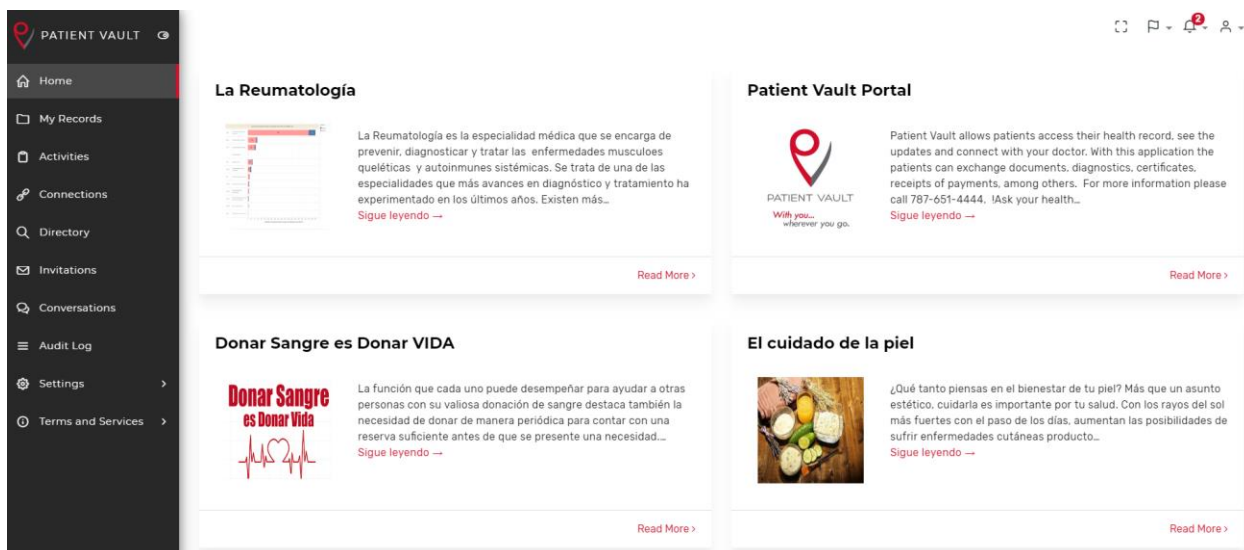 PATIENT VAULT
2
Home
My Records
Activities
Connections
Directory
Invitations
Conversations
Audit Log
Settings
Terms and Services
La Reumatología
La Reumatología es la especialidad médica que se encarga de
prevenir, diagnosticar y tratar las enfermedades musculoes
queléticas y autoinmunes sistémicas. Se trata de una de las
especialidades que más avances en diagnóstico y tratamiento ha
experimentado en los últimos años. Existen más…
Sigue leyendo →
Read More >
Patient Vault Portal
PATIENT VAULT
With you...
wherever you go.
Patient Vault allows patients access their health record, see the
updates and connect with your doctor. With this application the
patients can exchange documents, diagnostics, certificates,
receipts of payments, among others. For more information please
call 787-651-4444, !Ask your health…
Sigue leyendo →
Read More >
Donar Sangre es Donar VIDA
Donar Sangre
es Donar Vida
La función que cada uno puede desempeñar para ayudar a otras
personas con su valiosa donación de sangre destaca también la
necesidad de donar de manera periódica para contar con una
reserva suficiente antes de que se presente una necesidad.…
Sigue leyendo →
Read More >
El cuidado de la piel
¿Qué tanto piensas en el bienestar de tu piel? Más que un asunto
estético, cuidarla es importante por tu salud. Con los rayos del sol
más fuertes con el paso de los días, aumentan las posibilidades de
sufrir enfermedades cutáneas producto…
Sigue leyendo →
Read More >